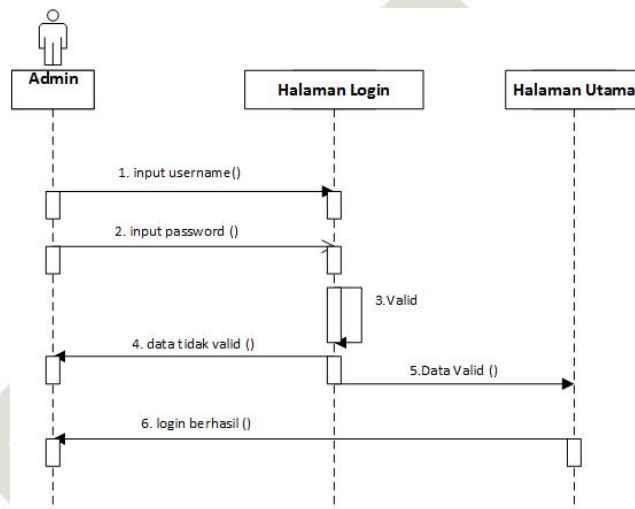 Admin
Halaman Login
Halaman Utama
1. input username()
2. input password ()
3.Valid
4. data tidak valid ()
5.Data Valid ()
6. login berhasil ()